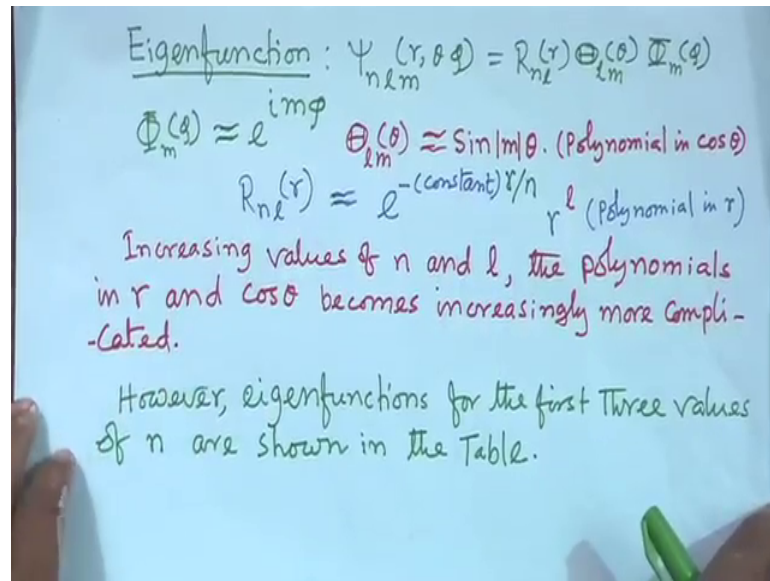 Eigenfunction : Ψnlm (r, θ φ) = Rnl(r) Θlm(θ) Φm(φ)
Φm(φ) ≈ e^imφ Θlm(θ) ≈ Sin|m|θ. (Polynomial in cosθ)
Rnl(r) ≈ e^-(constant)r/n r^l (Polynomial in r)
Increasing values of n and l, the polynomials
in r and cosθ becomes increasingly more compli-
-cated.
However, eigenfunctions for the first Three values
of n are shown in the Table.